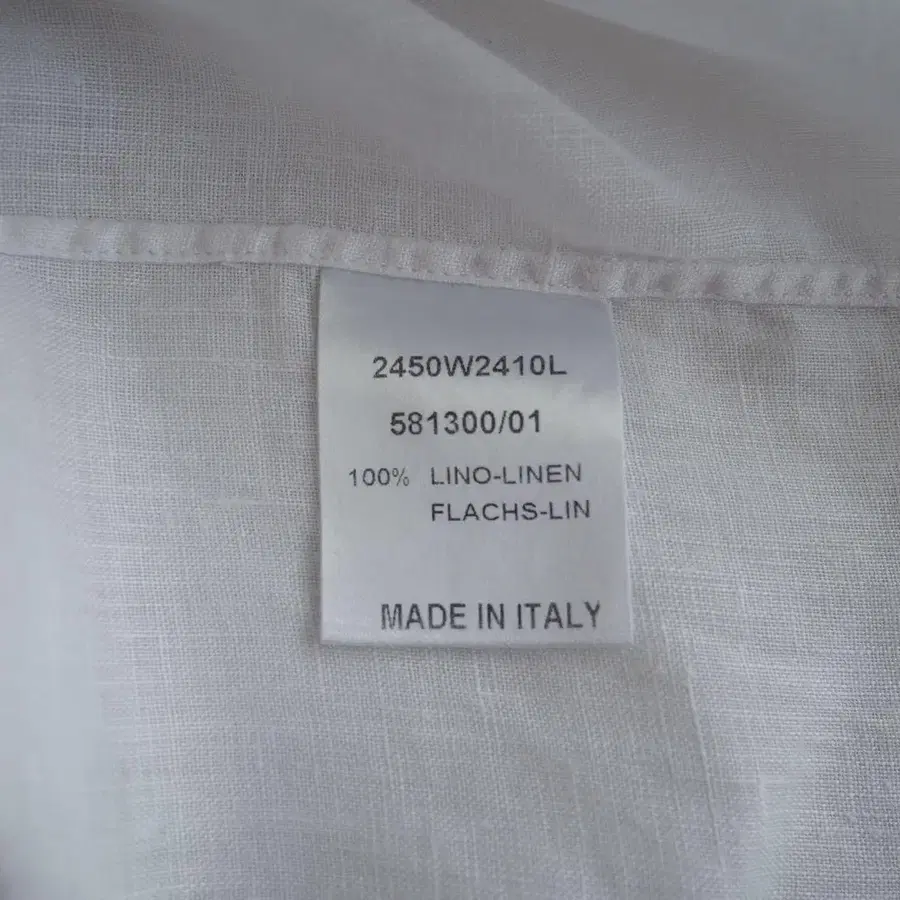 2450W2410L
581300/01
100% LINO-LINEN
FLACHS-LIN
MADE IN ITALY